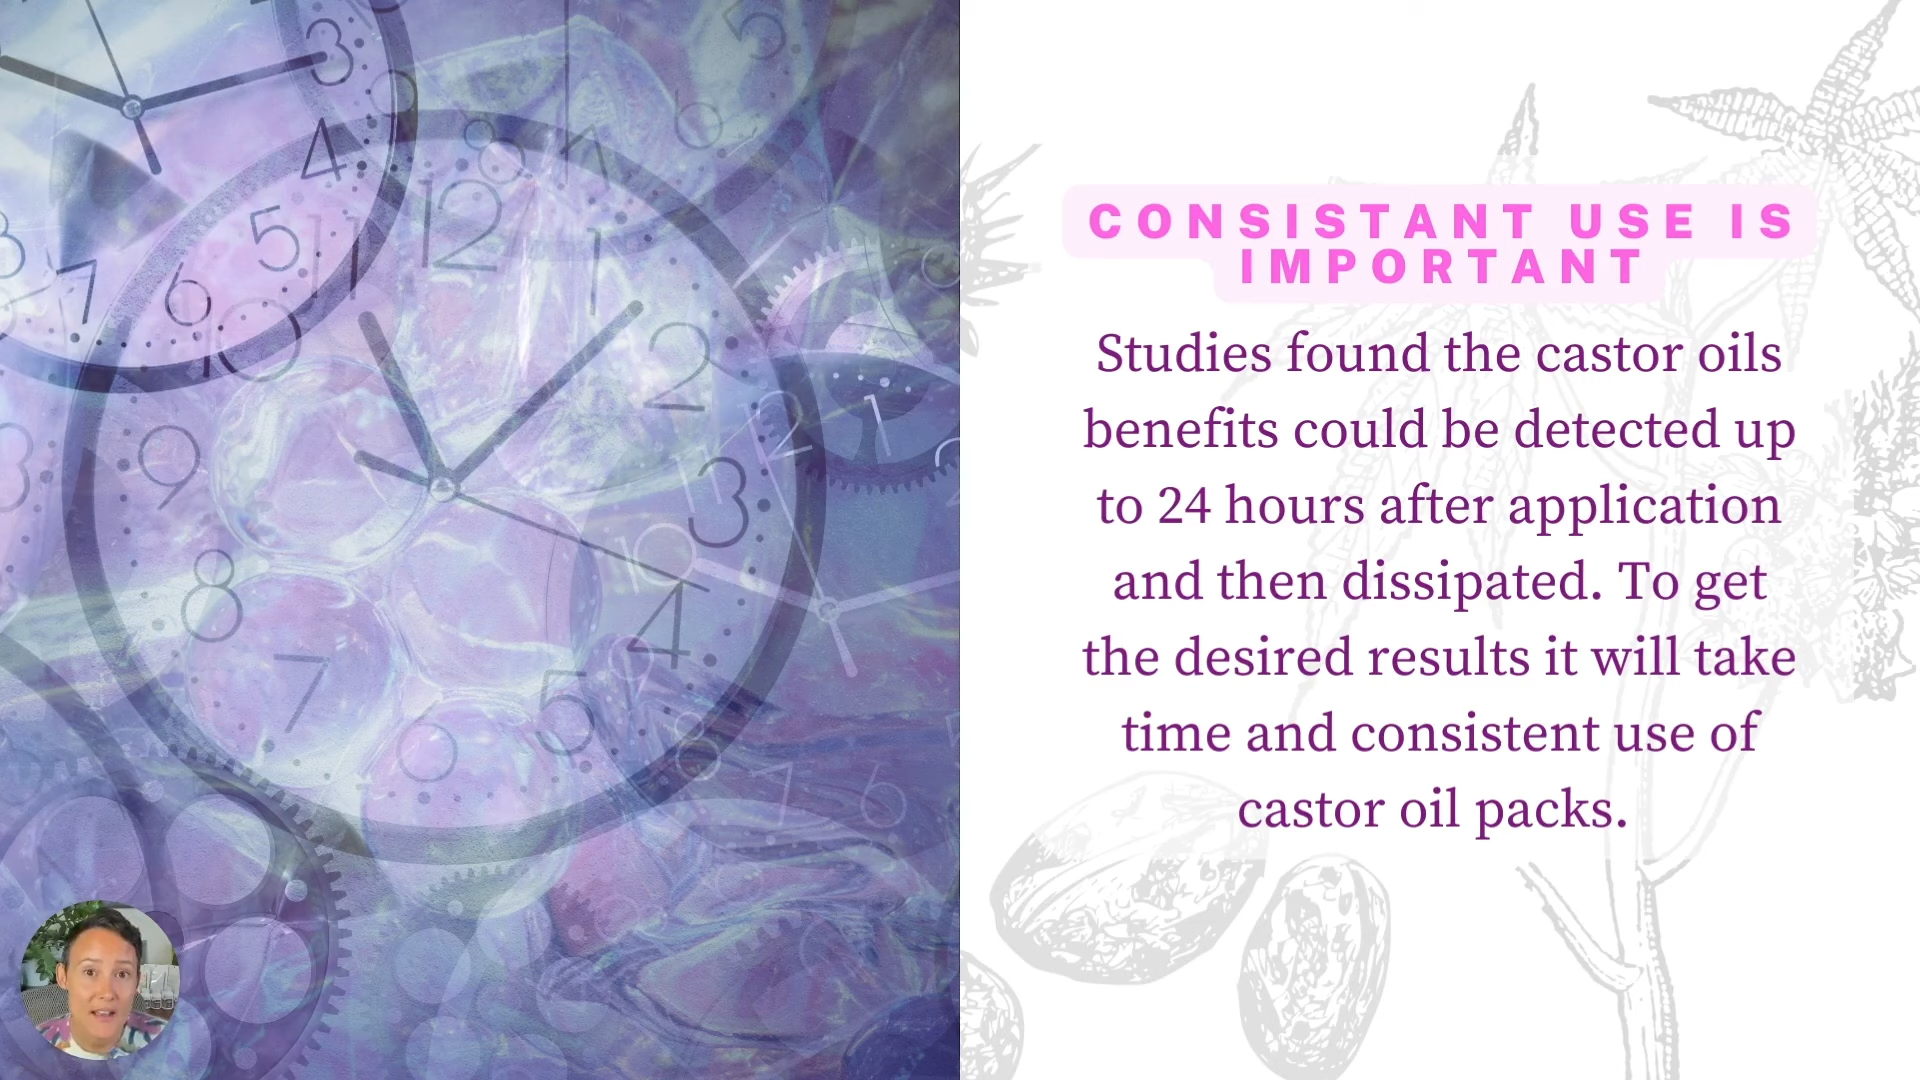 CONSISTANT USE IS
IMPORTANT
Studies found the castor oils
benefits could be detected up
to 24 hours after application
and then dissipated. To get
the desired results it will take
time and consistent use of
castor oil packs.